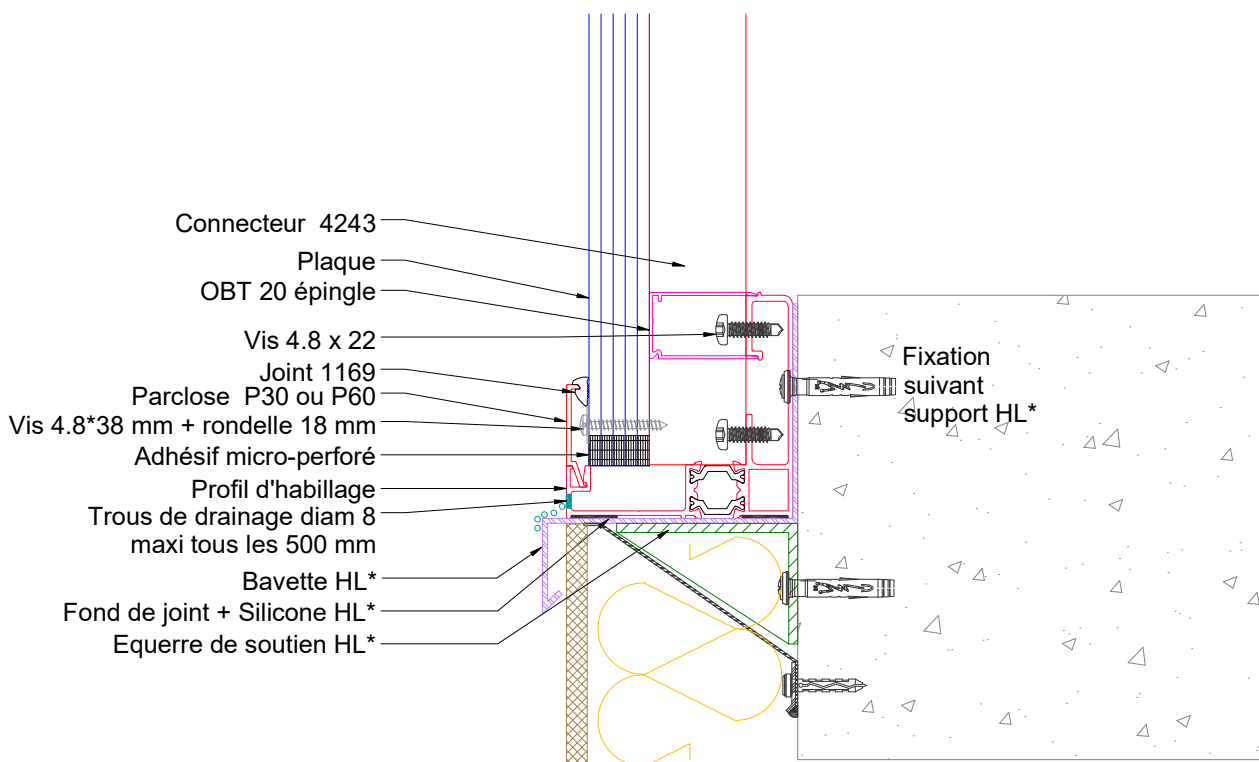 Connecteur 4243
Plaque
OBT 20 épingle
Vis 4.8 x 22
Joint 1169
Parclose P30 ou P60
Vis 4.8*38 mm + rondelle 18 mm
Adhésif micro-perforé
Profil d'habillage
Trous de drainage diam 8
maxi tous les 500 mm
Bavette HL*
Fond de joint + Silicone HL*
Equerre de soutien HL*
Fixation
suivant
support HL*